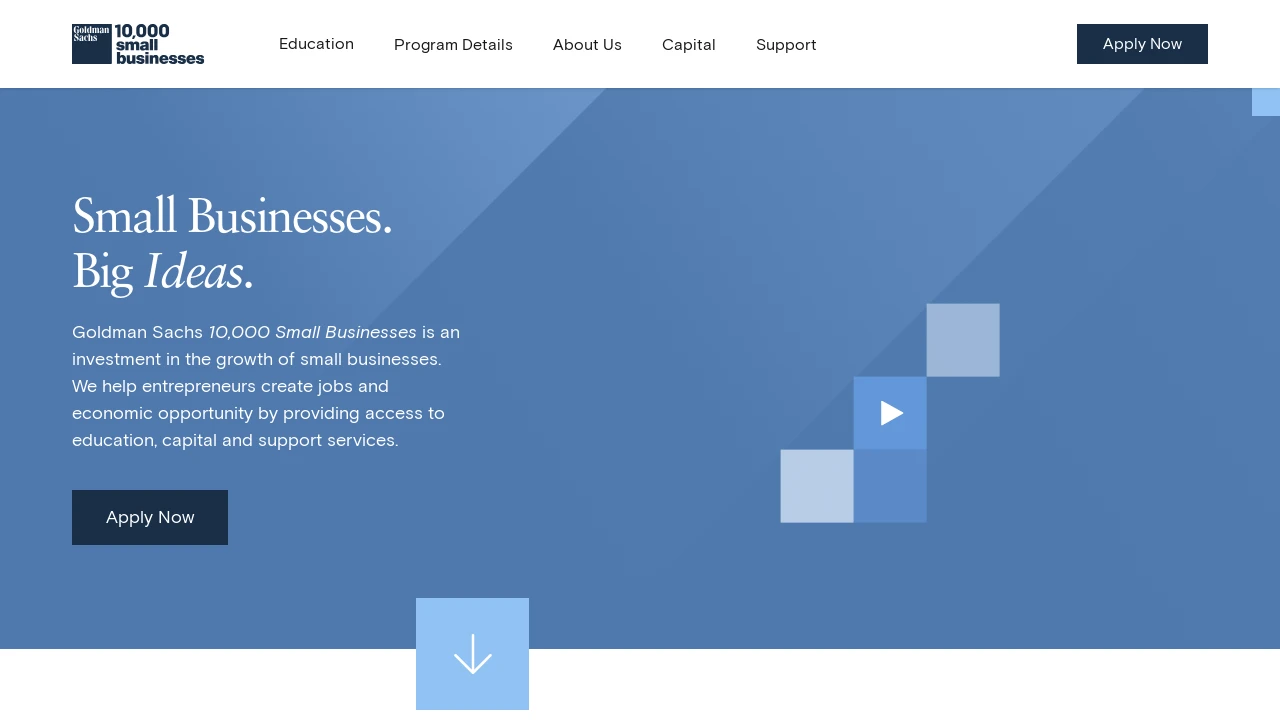 Goldman
Sachs
10,000
small
businesses
Education
Program Details
About Us
Capital
Support
Apply Now
Small Businesses.
Big Ideas.
Goldman Sachs 10,000 Small Businesses is an
investment in the growth of small businesses.
We help entrepreneurs create jobs and
economic opportunity by providing access to
education, capital and support services.
Apply Now